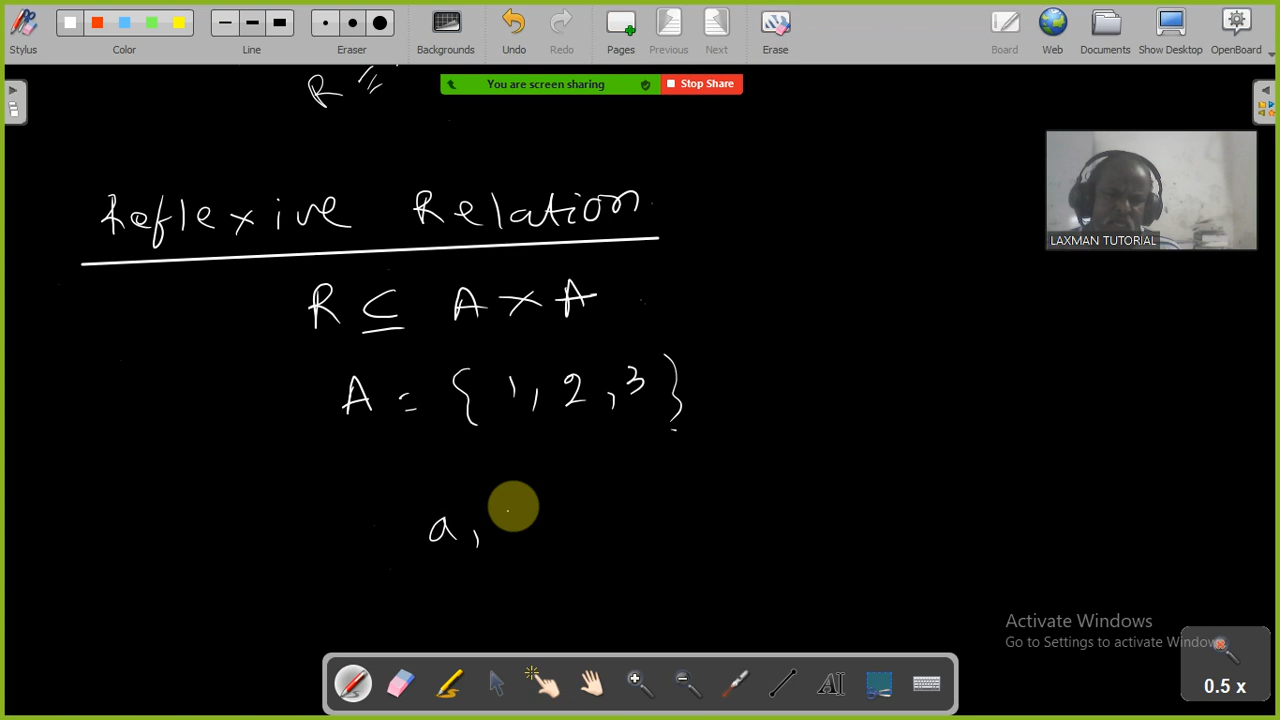 Stylus Color Line Eraser Backgrounds Undo Redo Pages Previous Next Erase Board Web Documents Show Desktop OpenBoard
You are screen sharing Stop Share
R =
Reflexive Relation
R ⊆ A × A
LAXMAN TUTORIAL
A = { 1, 2, 3 }
a,
Activate Windows
Go to Settings to activate Windows
0.5 x